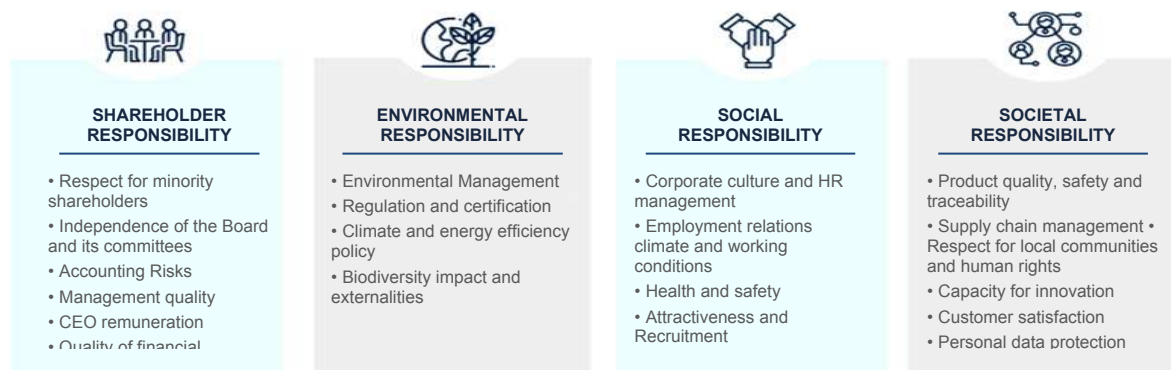 SHAREHOLDER
RESPONSIBILITY
• Respect for minority
shareholders
• Independence of the Board
and its committees
• Accounting Risks
• Management quality
• CEO remuneration
• Quality of financial
ENVIRONMENTAL
RESPONSIBILITY
• Environmental Management
• Regulation and certification
• Climate and energy efficiency
policy
• Biodiversity impact and
externalities
SOCIAL
RESPONSIBILITY
• Corporate culture and HR
management
• Employment relations
climate and working
conditions
• Health and safety
• Attractiveness and
Recruitment
SOCIETAL
RESPONSIBILITY
• Product quality, safety and
traceability
• Supply chain management •
Respect for local communities
and human rights
• Capacity for innovation
• Customer satisfaction
• Personal data protection